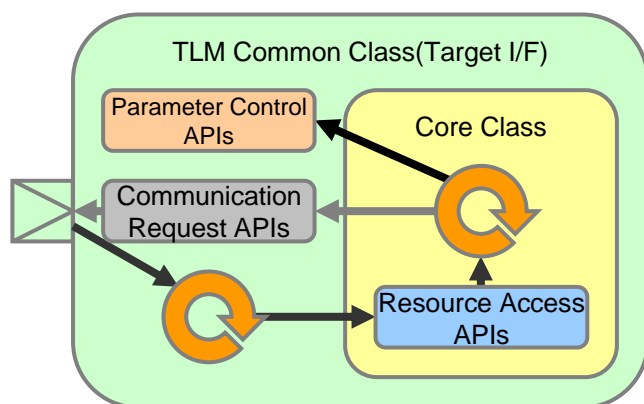 TLM Common Class(Target I/F)
Parameter Control
APIs
Core Class
Communication
Request APIs
Resource Access
APIs